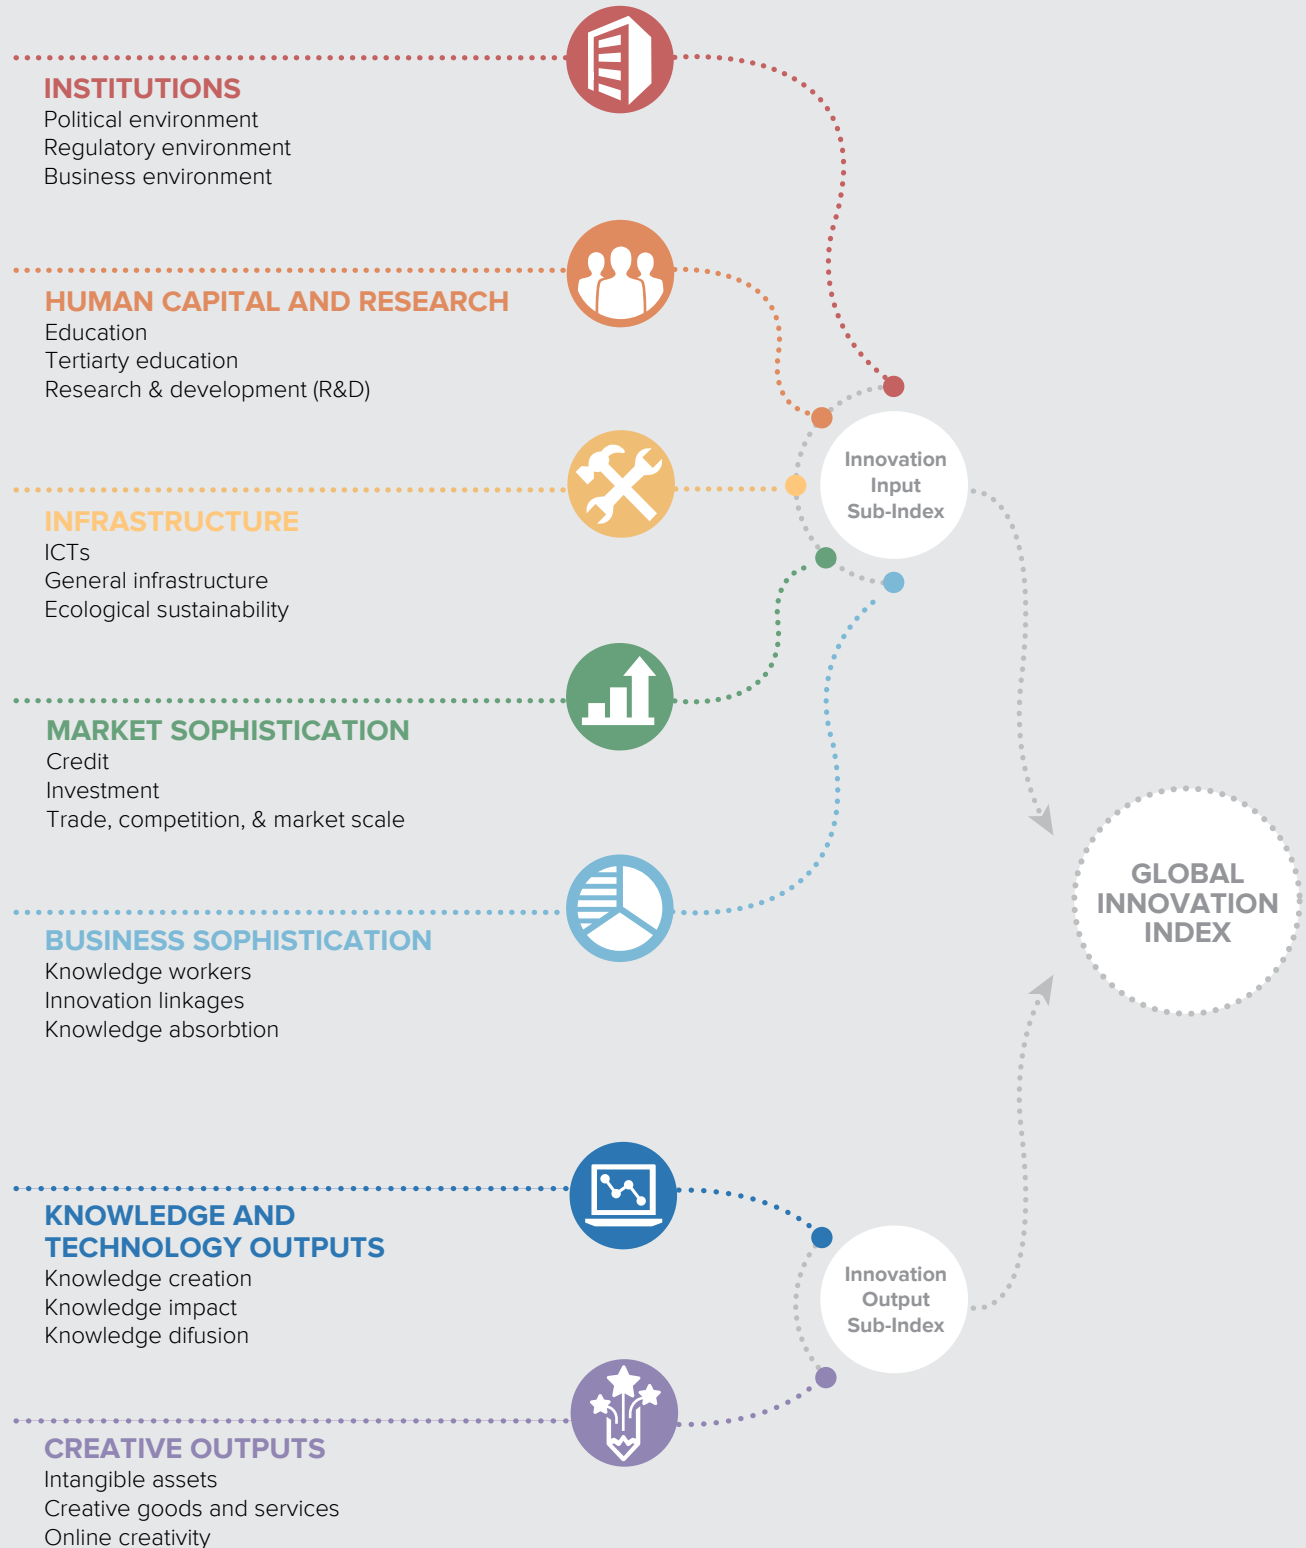 INSTITUTIONS
Political environment
Regulatory environment
Business environment
HUMAN CAPITAL AND RESEARCH
Education
Tertiarty education
Research & development (R&D)
INFRASTRUCTURE
ICTs
General infrastructure
Ecological sustainability
MARKET SOPHISTICATION
Credit
Investment
Trade, competition, & market scale
BUSINESS SOPHISTICATION
Knowledge workers
Innovation linkages
Knowledge absorbtion
KNOWLEDGE AND
TECHNOLOGY OUTPUTS
Knowledge creation
Knowledge impact
Knowledge difusion
CREATIVE OUTPUTS
Intangible assets
Creative goods and services
Online creativity
Innovation
Input
Sub-Index
Innovation
Output
Sub-Index
GLOBAL
INNOVATION
INDEX